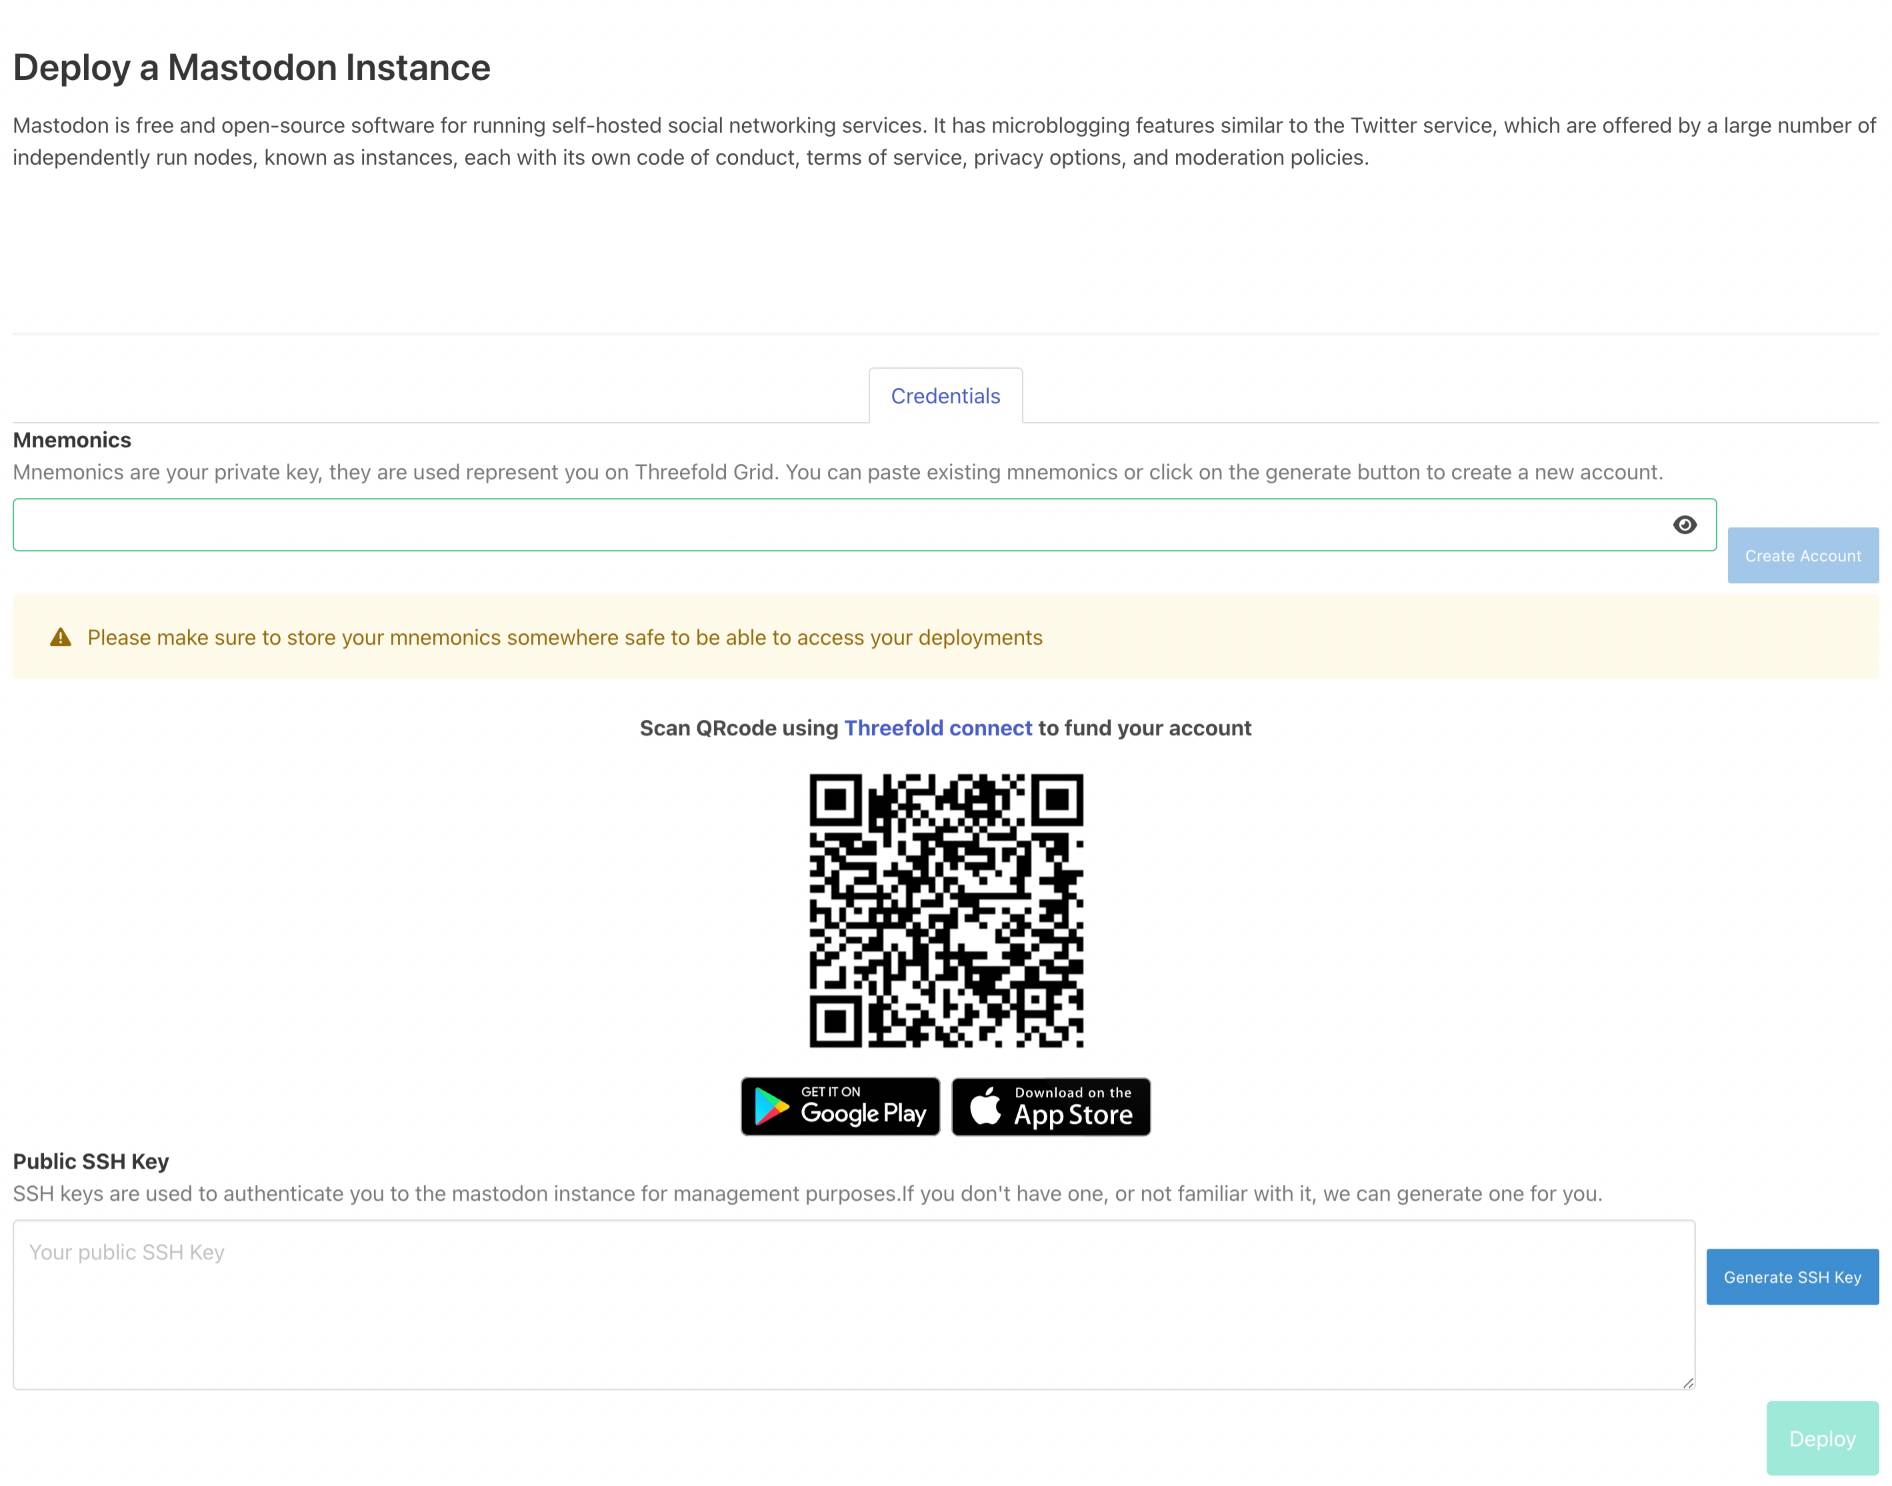 Deploy a Mastodon Instance
Mastodon is free and open-source software for running self-hosted social networking services. It has microblogging features similar to the Twitter service, which are offered by a large number of
independently run nodes, known as instances, each with its own code of conduct, terms of service, privacy options, and moderation policies.
Credentials
Mnemonics
Mnemonics are your private key, they are used represent you on Threefold Grid. You can paste existing mnemonics or click on the generate button to create a new account.
Create Account
Please make sure to store your mnemonics somewhere safe to be able to access your deployments
Scan QRcode using Threefold connect to fund your account
GET IT ON
Google Play
Download on the
App Store
Public SSH Key
SSH keys are used to authenticate you to the mastodon instance for management purposes.If you don't have one, or not familiar with it, we can generate one for you.
Your public SSH Key
Generate SSH Key
Deploy